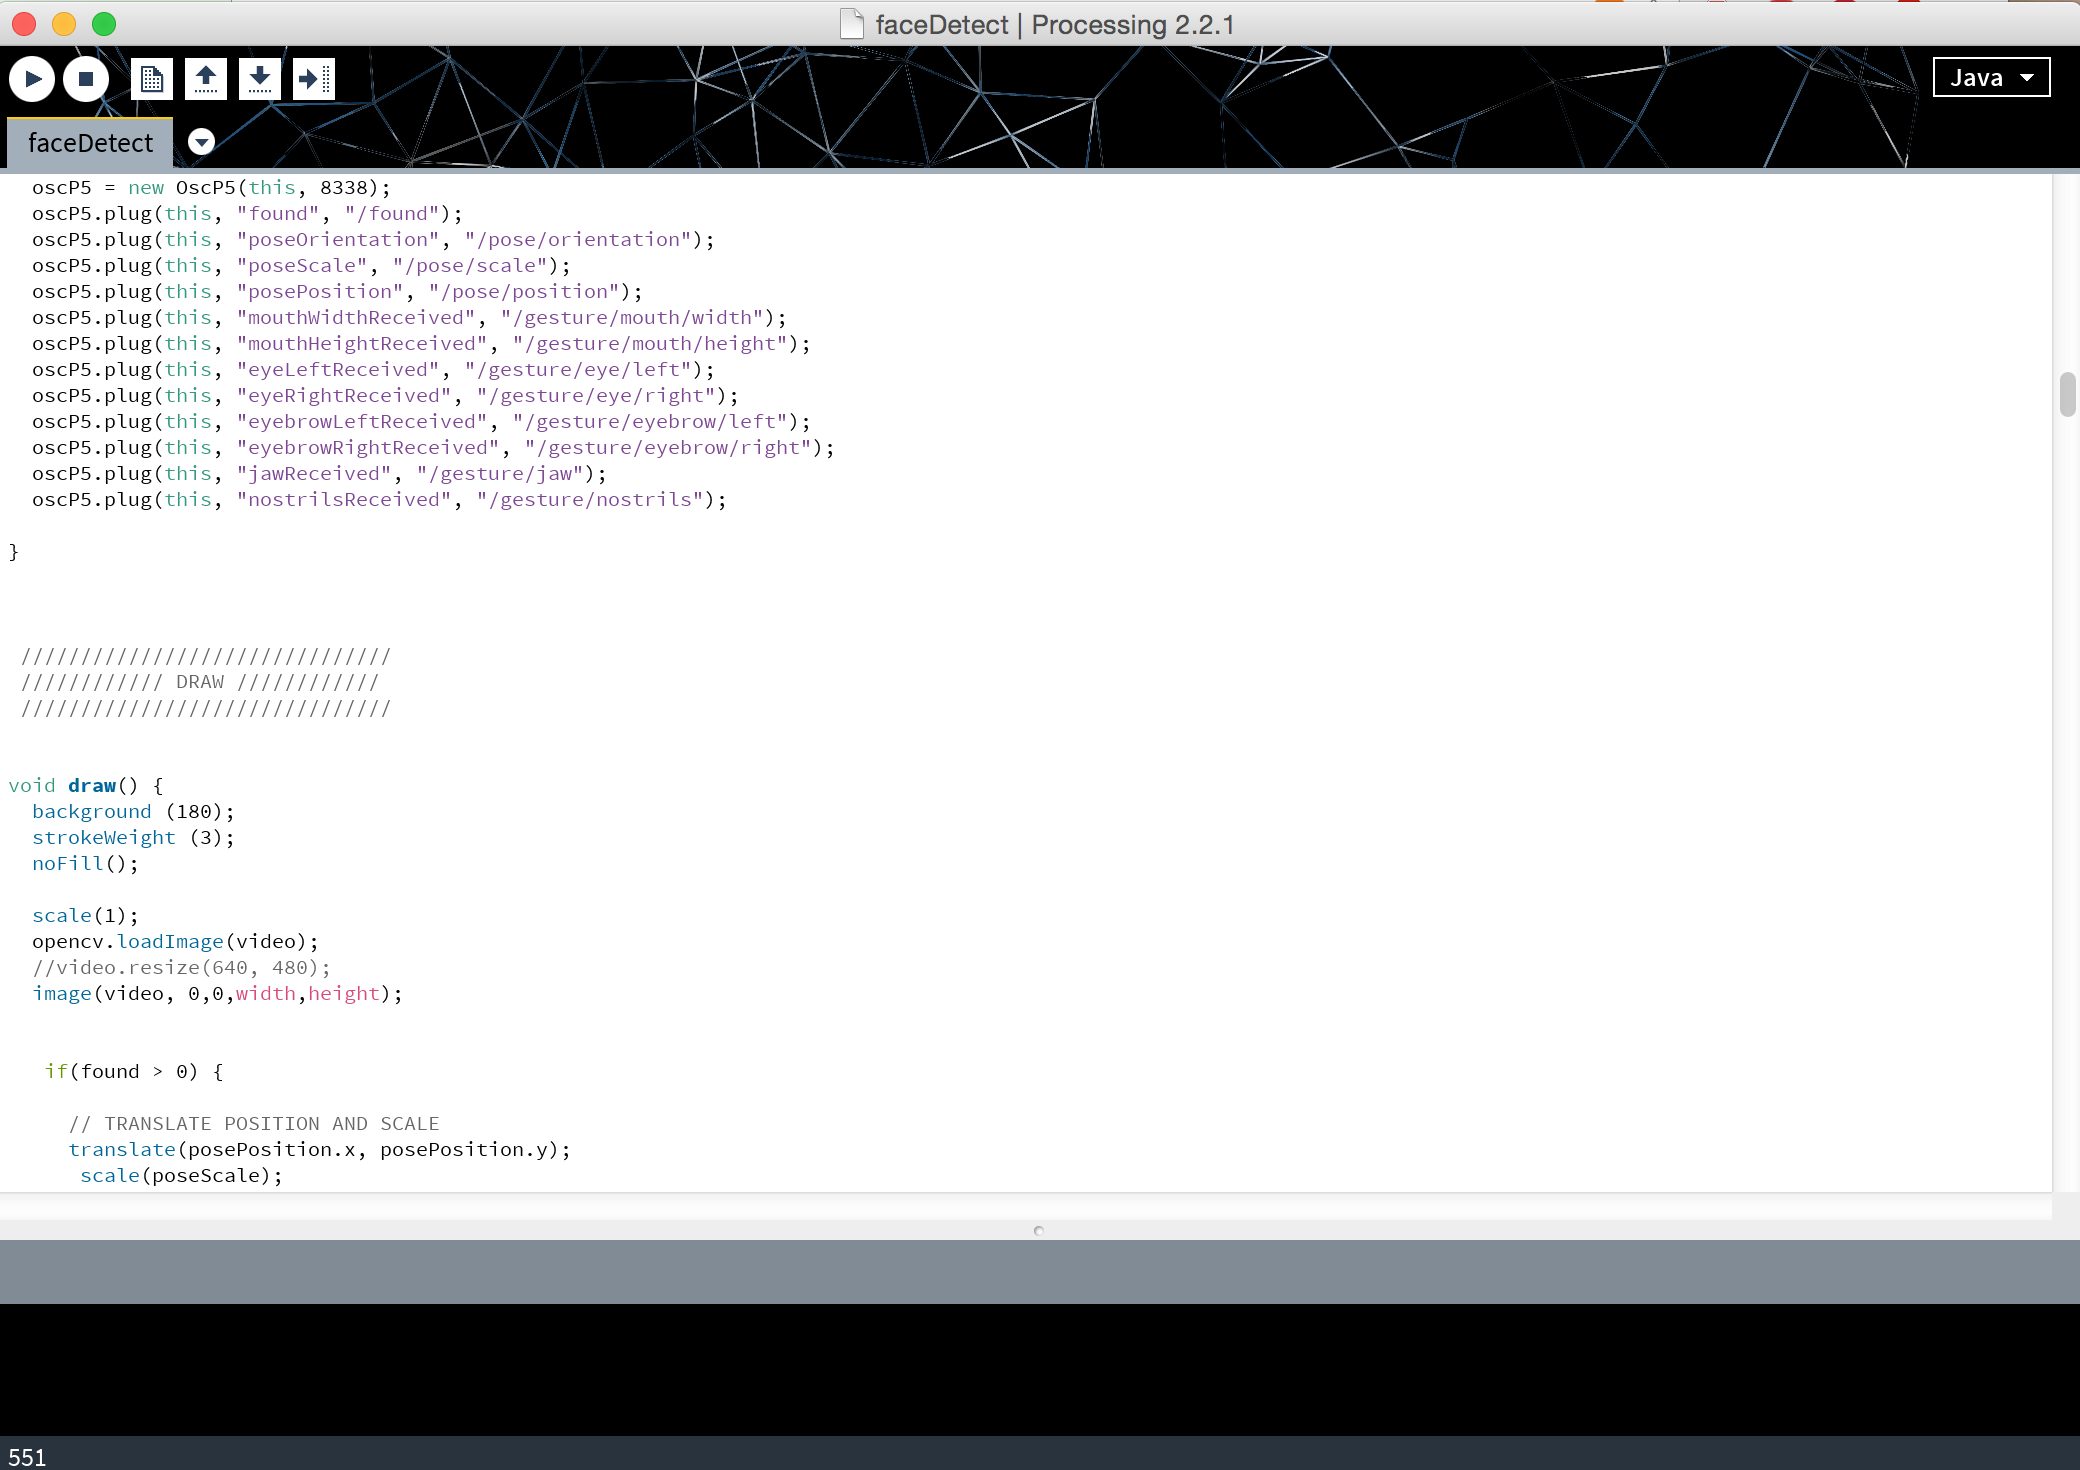 faceDetect | Processing 2.2.1
Java
faceDetect
oscP5 = new OscP5(this, 8338);
oscP5.plug(this, "found", "/found");
oscP5.plug(this, "poseOrientation", "/pose/orientation");
oscP5.plug(this, "poseScale", "/pose/scale");
oscP5.plug(this, "posePosition", "/pose/position");
oscP5.plug(this, "mouthWidthReceived", "/gesture/mouth/width");
oscP5.plug(this, "mouthHeightReceived", "/gesture/mouth/height");
oscP5.plug(this, "eyeLeftReceived", "/gesture/eye/left");
oscP5.plug(this, "eyeRightReceived", "/gesture/eye/right");
oscP5.plug(this, "eyebrowLeftReceived", "/gesture/eyebrow/left");
oscP5.plug(this, "eyebrowRightReceived", "/gesture/eyebrow/right");
oscP5.plug(this, "jawReceived", "/gesture/jaw");
oscP5.plug(this, "nostrilsReceived", "/gesture/nostrils");
}
///////////////////////////////
//////////// DRAW ////////////
///////////////////////////////
void draw() {
background (180);
strokeWeight (3);
noFill();
scale(1);
opencv.loadImage(video);
//video.resize(640, 480);
image(video, 0,0,width,height);
if(found > 0) {
// TRANSLATE POSITION AND SCALE
translate(posePosition.x, posePosition.y);
scale(poseScale);
551